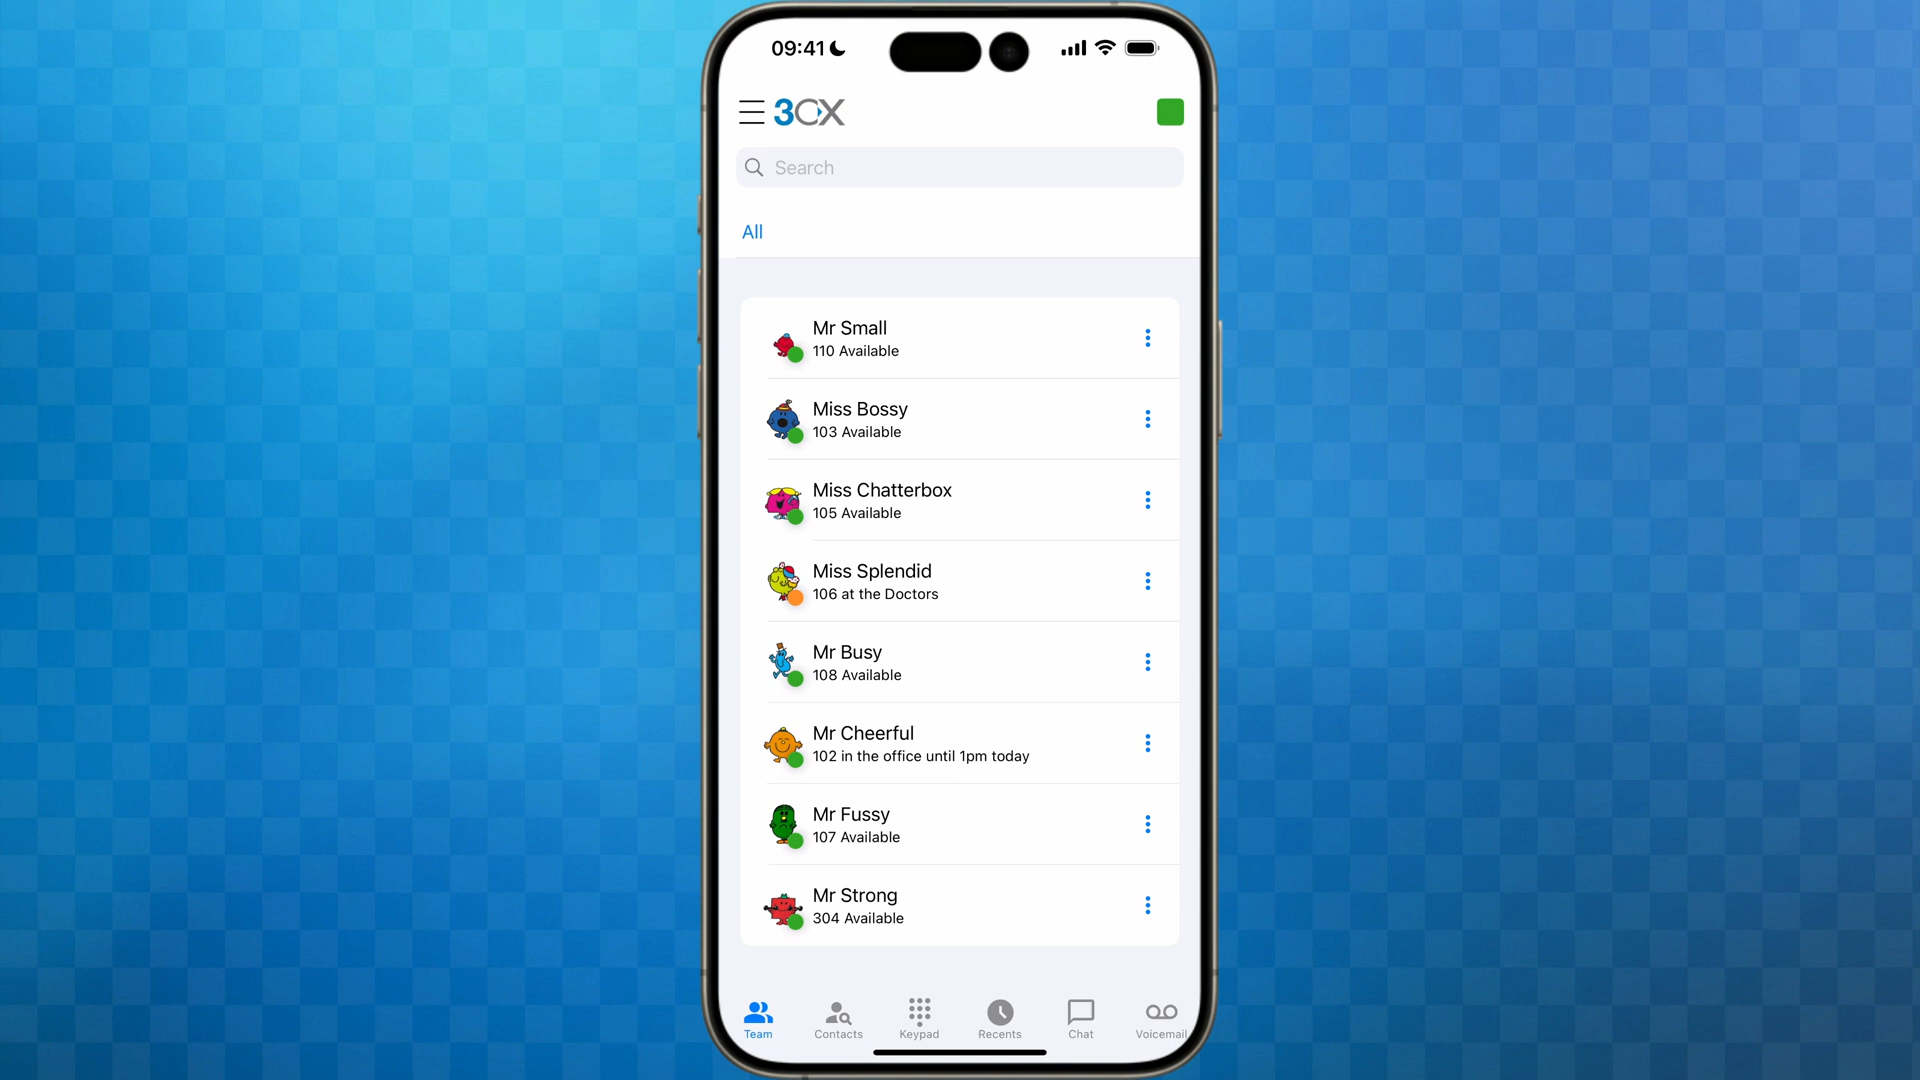 09:41
3CX
Search
All
Mr Small
110 Available
Miss Bossy
103 Available
Miss Chatterbox
105 Available
Miss Splendid
106 at the Doctors
Mr Busy
108 Available
Mr Cheerful
102 in the office until 1pm today
Mr Fussy
107 Available
Mr Strong
304 Available
Team Contacts Keypad Recents Chat Voicemail